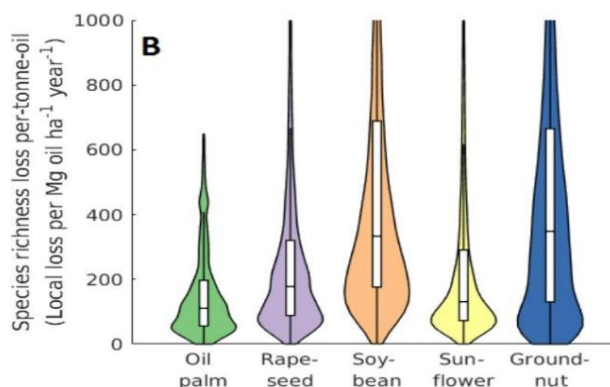 B
Species richness loss per-tonne-oil
(Local loss per Mg oil ha⁻¹ year⁻¹)
1000
800
600
400
200
0
Oil Rape- Soy- Sun- Ground-
palm seed bean flower nut